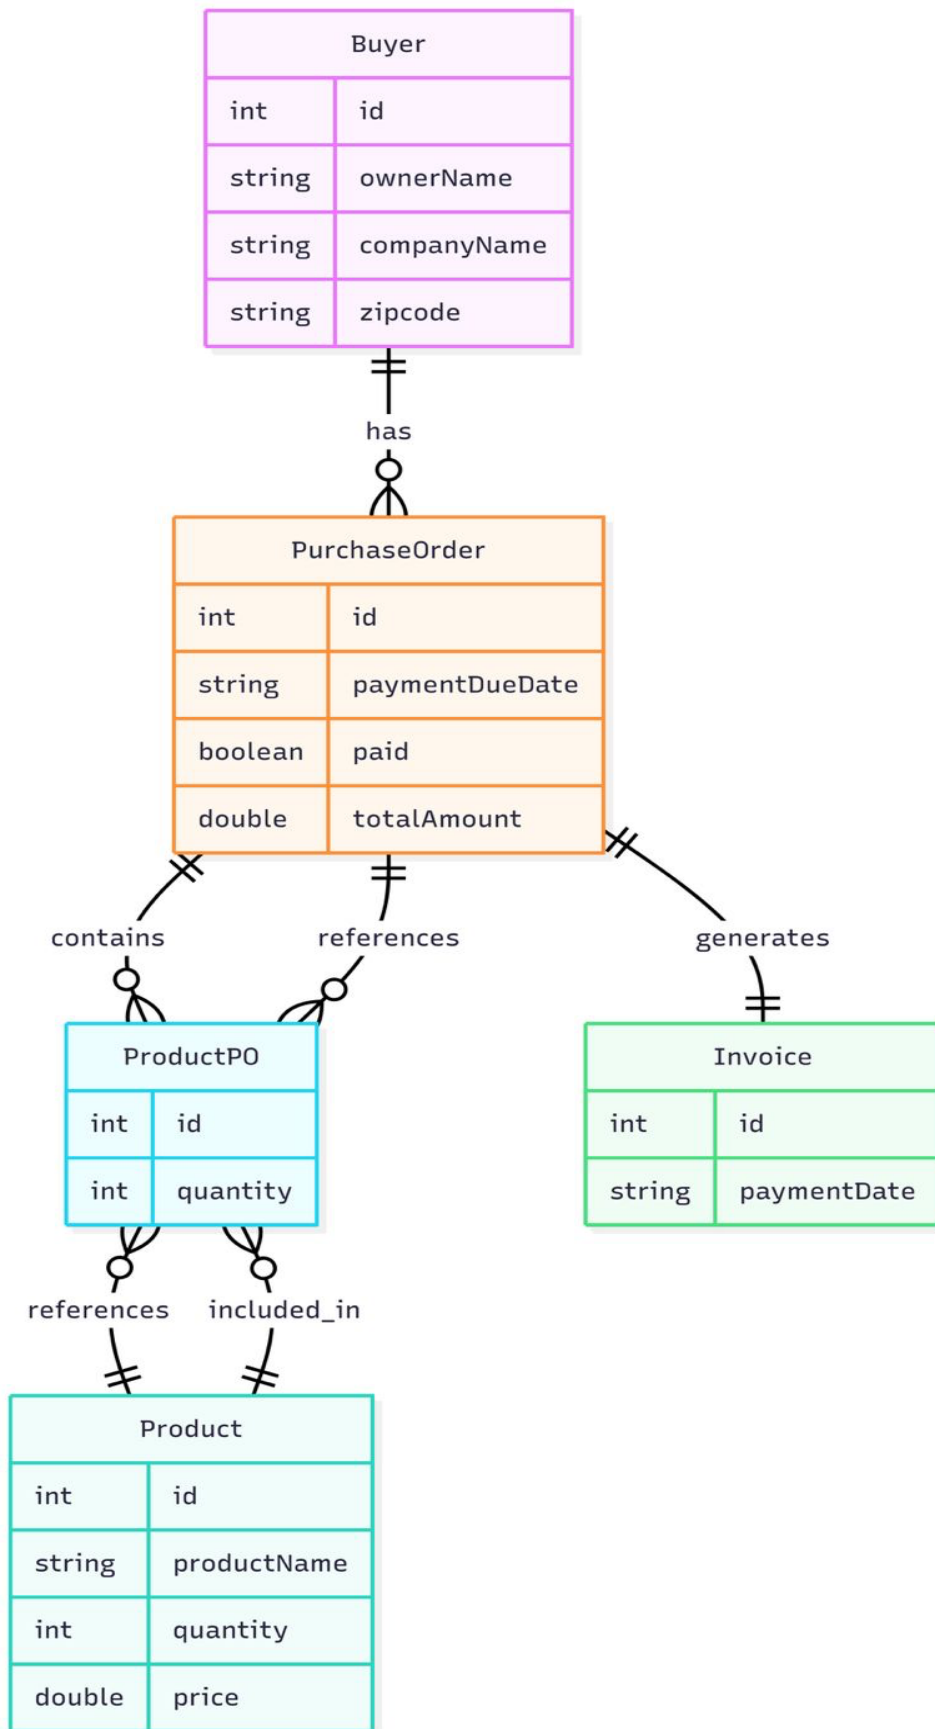 Buyer
int id
string ownerName
string companyName
string zipcode
has
PurchaseOrder
int id
string paymentDueDate
boolean paid
double totalAmount
contains references generates
ProductPO
int id
int quantity
Invoice
int id
string paymentDate
references included_in
Product
int id
string productName
int quantity
double price